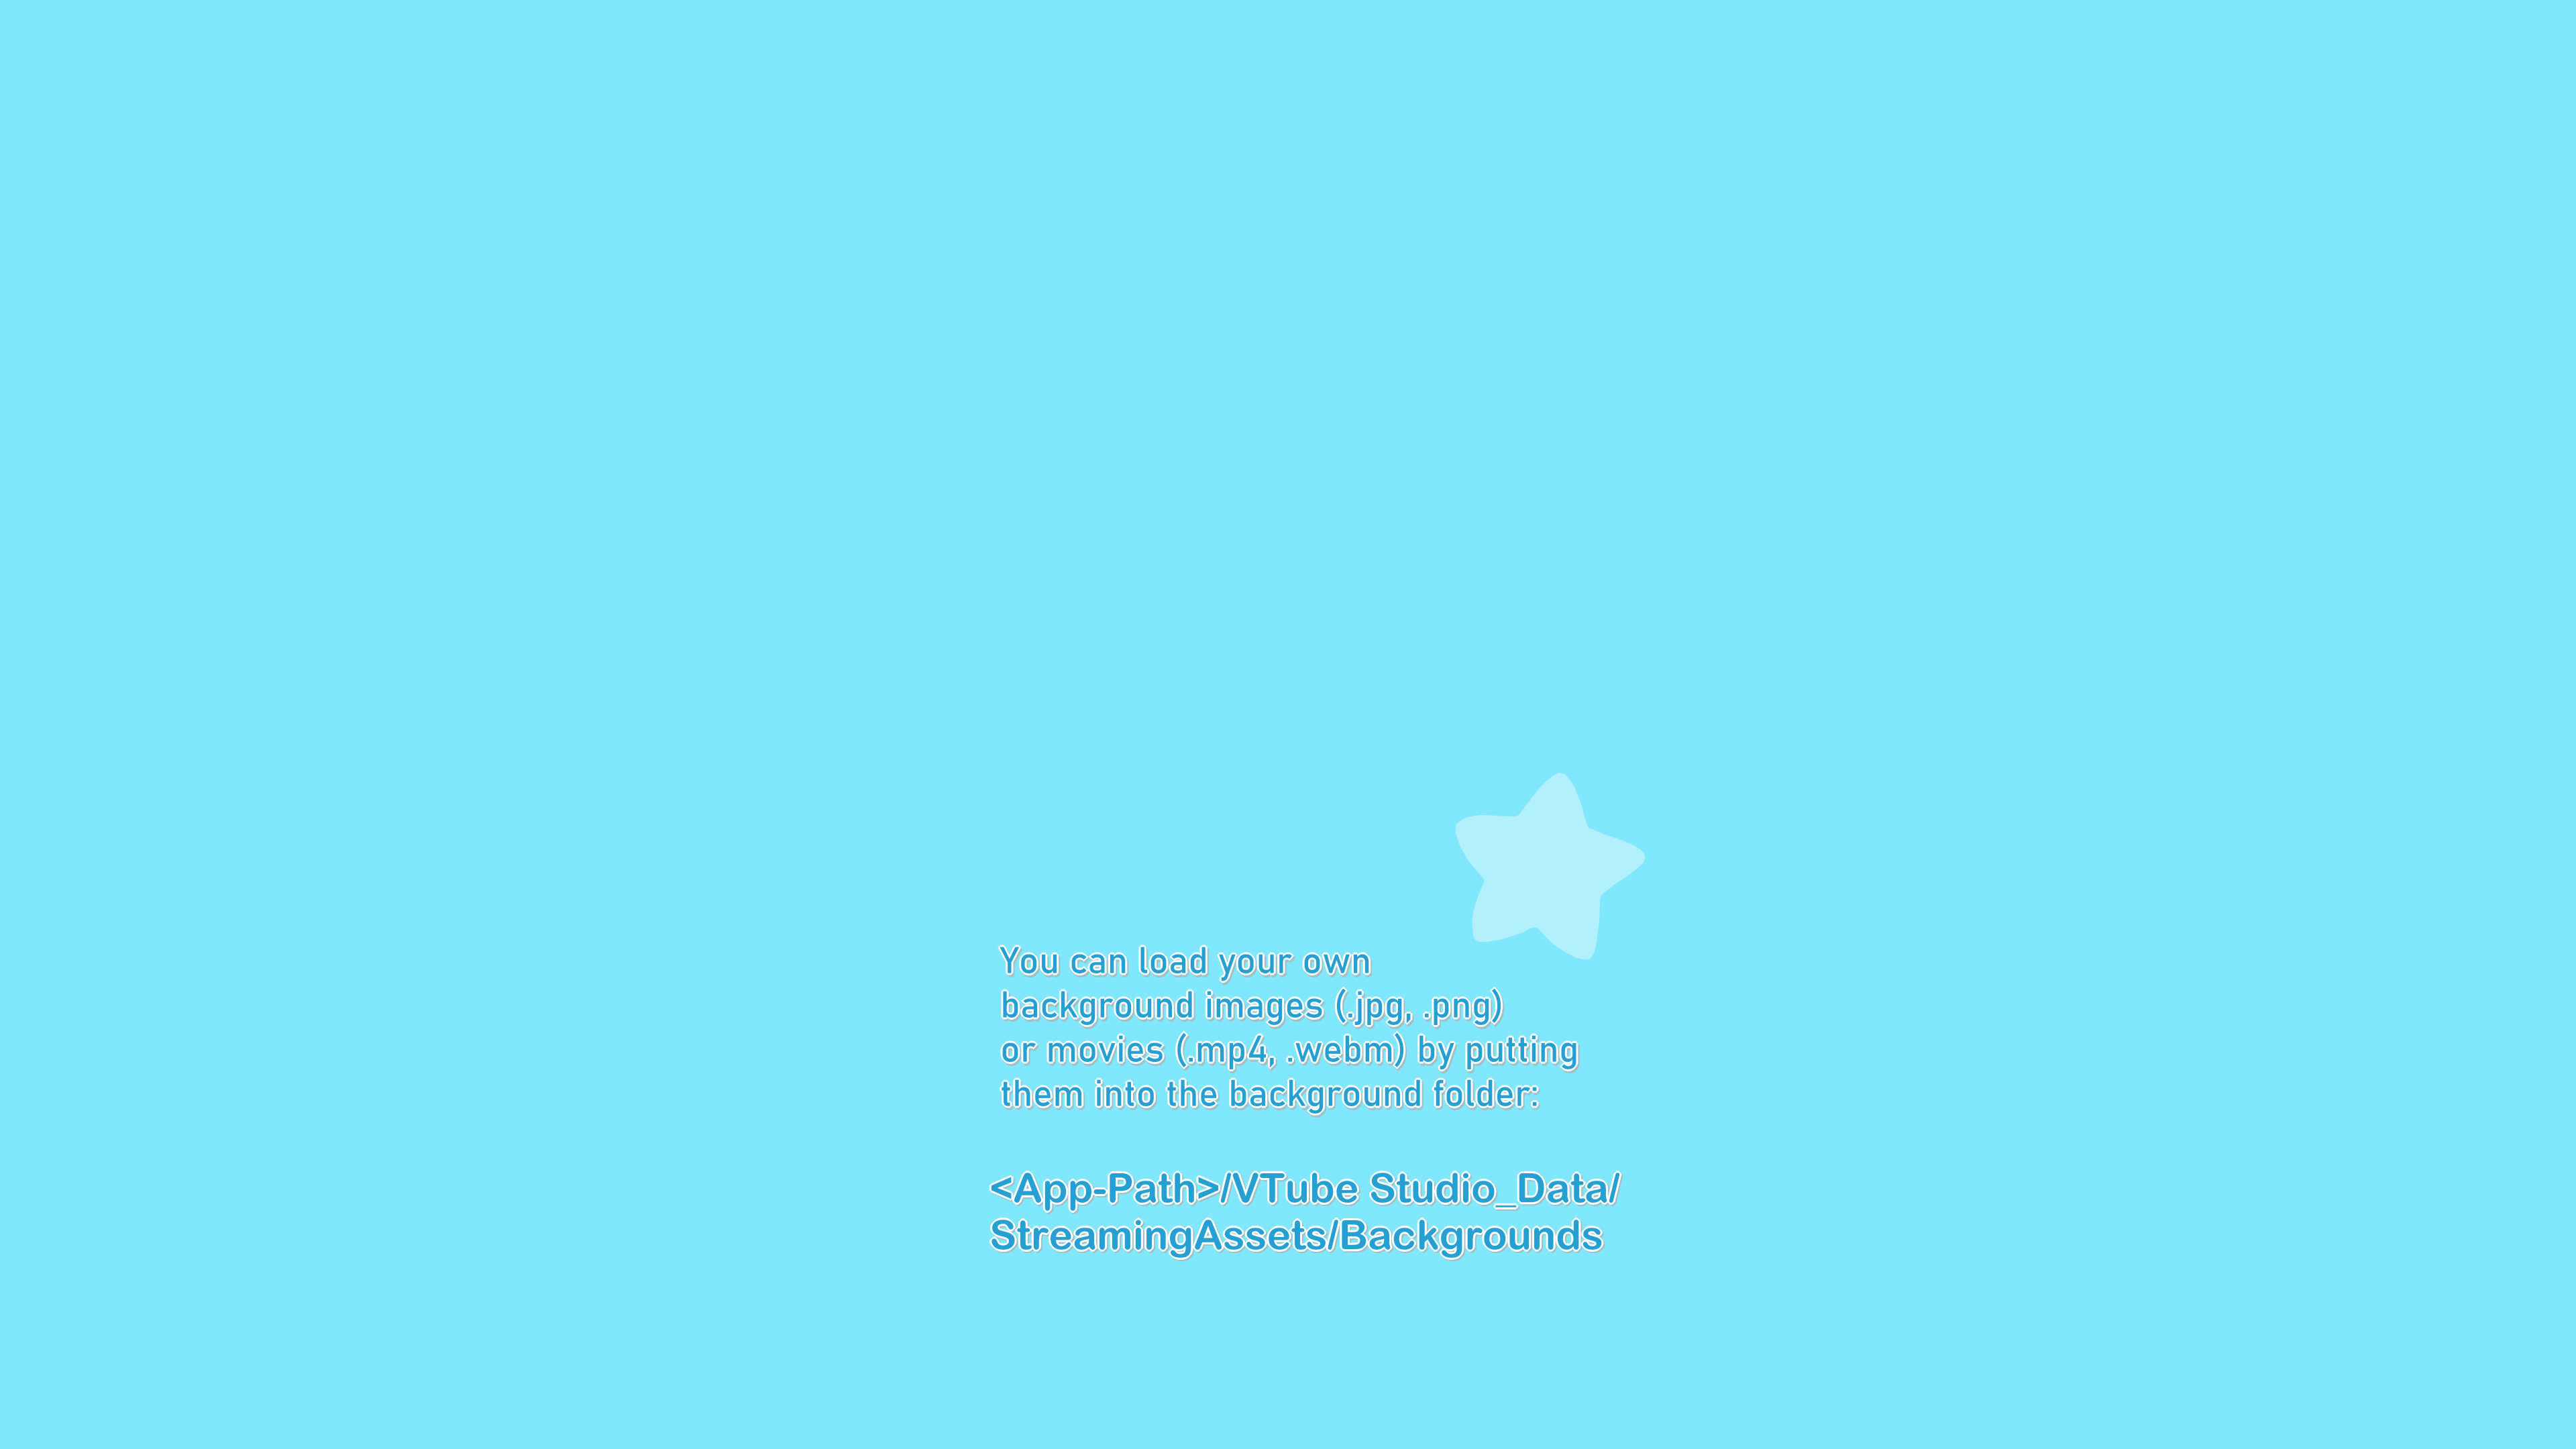 You can load your own
background images (.jpg, .png)
or movies (.mp4, .webm) by putting
them into the background folder:
<App-Path>/VTube Studio_Data/
StreamingAssets/Backgrounds